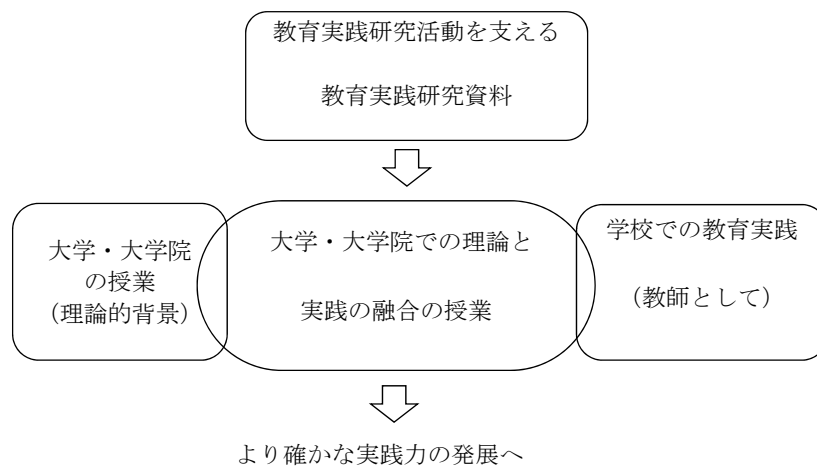 教育実践研究活動を支える
教育実践研究資料
大学・大学院
の授業
（理論的背景）
大学・大学院での理論と
実践の融合の授業
学校での教育実践
（教師として）
より確かな実践力の発展へ